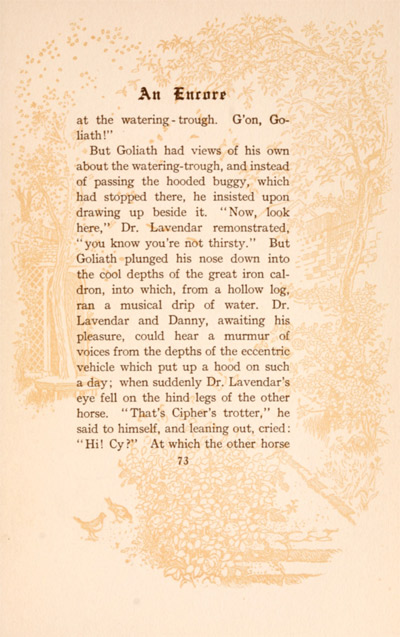 An Encore
at the watering-trough. G'on, Go-
liath!"
But Goliath had views of his own
about the watering-trough, and instead
of passing the hooded buggy, which
had stopped there, he insisted upon
drawing up beside it. "Now, look
here," Dr. Lavendar remonstrated,
"you know you're not thirsty." But
Goliath plunged his nose down into
the cool depths of the great iron cal-
dron, into which, from a hollow log,
ran a musical drip of water. Dr.
Lavendar and Danny, awaiting his
pleasure, could hear a murmur of
voices from the depths of the eccentric
vehicle which put up a hood on such
a day; when suddenly Dr. Lavendar's
eye fell on the hind legs of the other
horse. "That's Cipher's trotter," he
said to himself, and leaning out, cried:
"Hi! Cy?" At which the other horse
73